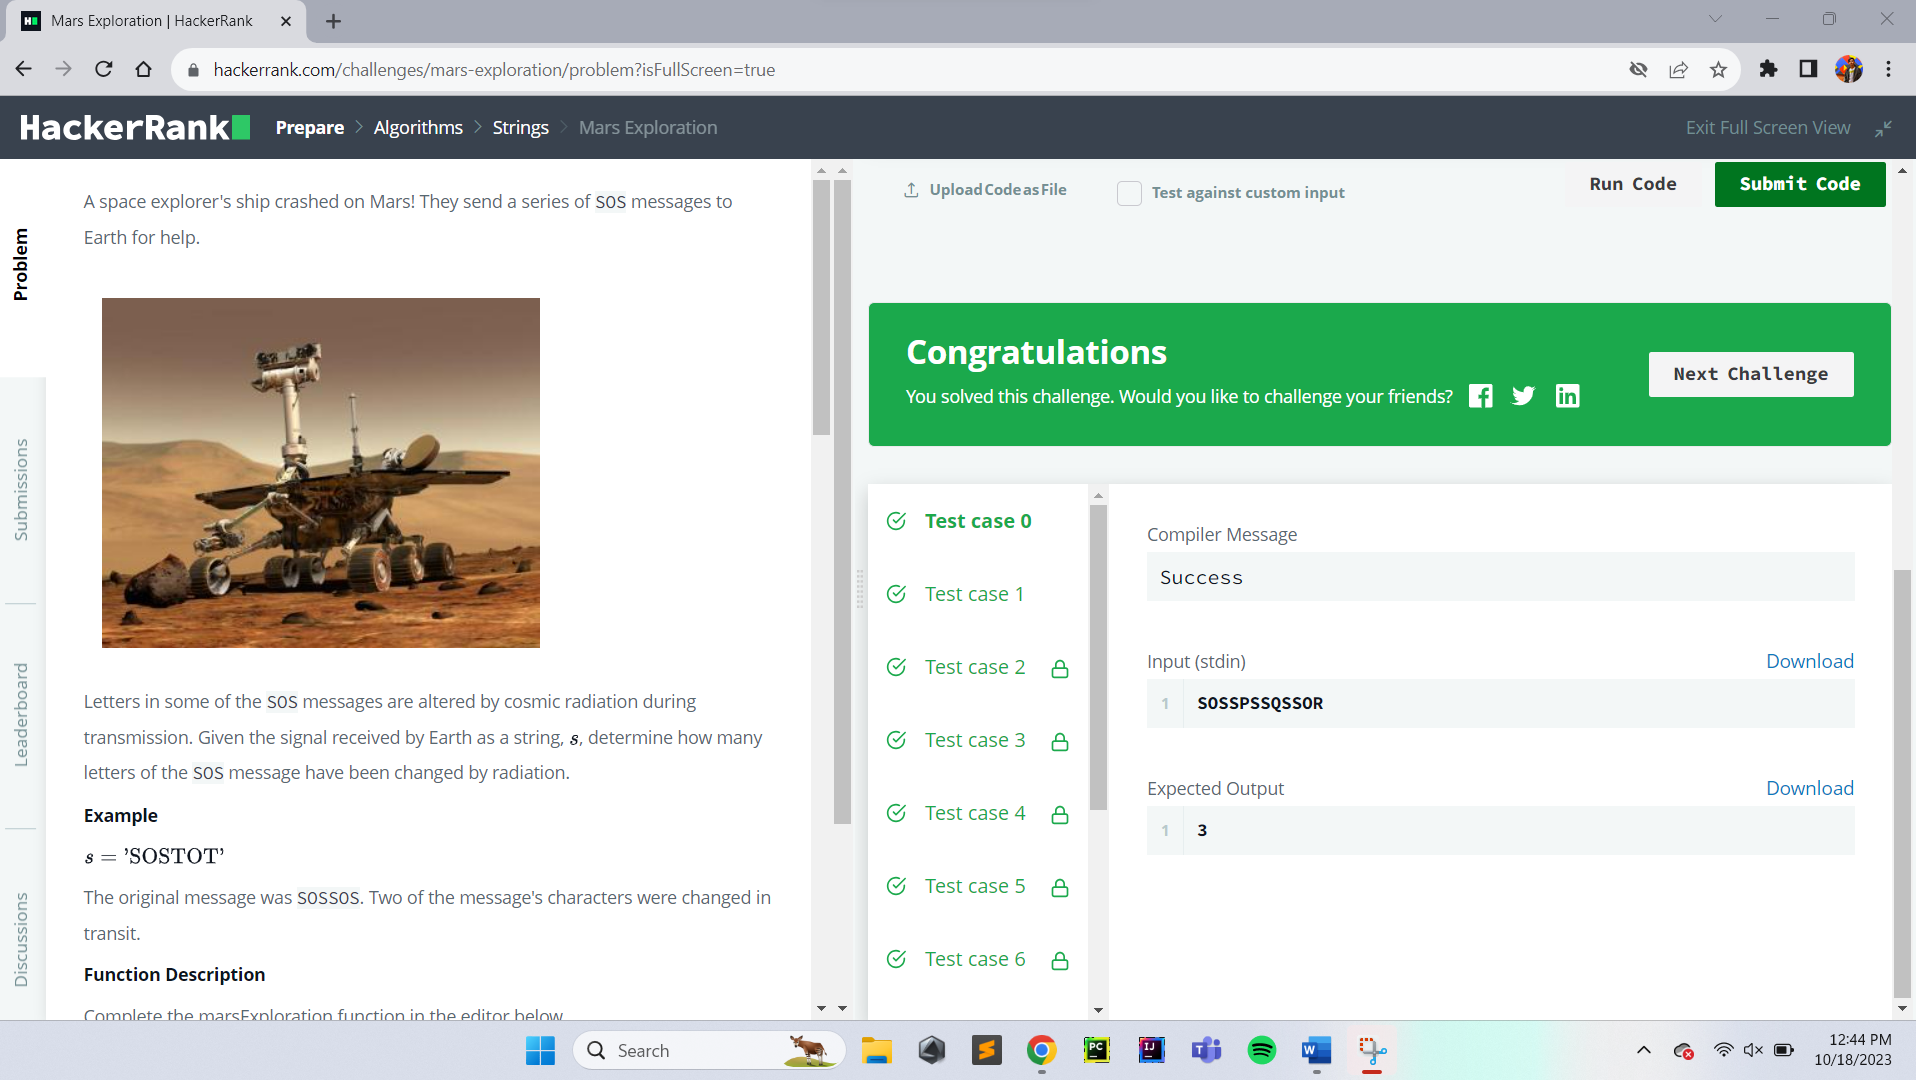 Mars Exploration | HackerRank
hackerrank.com/challenges/mars-exploration/problem?isFullScreen=true
HackerRank
Prepare > Algorithms > Strings > Mars Exploration
Exit Full Screen View
Problem
Submissions
Leaderboard
Discussions
A space explorer's ship crashed on Mars! They send a series of SOS messages to
Earth for help.
Letters in some of the SOS messages are altered by cosmic radiation during
transmission. Given the signal received by Earth as a string, s, determine how many
letters of the SOS message have been changed by radiation.
Example
s = 'SOSTOT'
The original message was SOSSOS. Two of the message's characters were changed in
transit.
Function Description
Complete the marsExploration function in the editor below
Upload Code as File
Test against custom input
Run Code
Submit Code
Congratulations
You solved this challenge. Would you like to challenge your friends?
Next Challenge
Test case 0
Test case 1
Test case 2
Test case 3
Test case 4
Test case 5
Test case 6
Compiler Message
Success
Input (stdin)
Download
1 SOSSPSSQSSOR
Expected Output
Download
1 3
Search
12:44 PM
10/18/2023